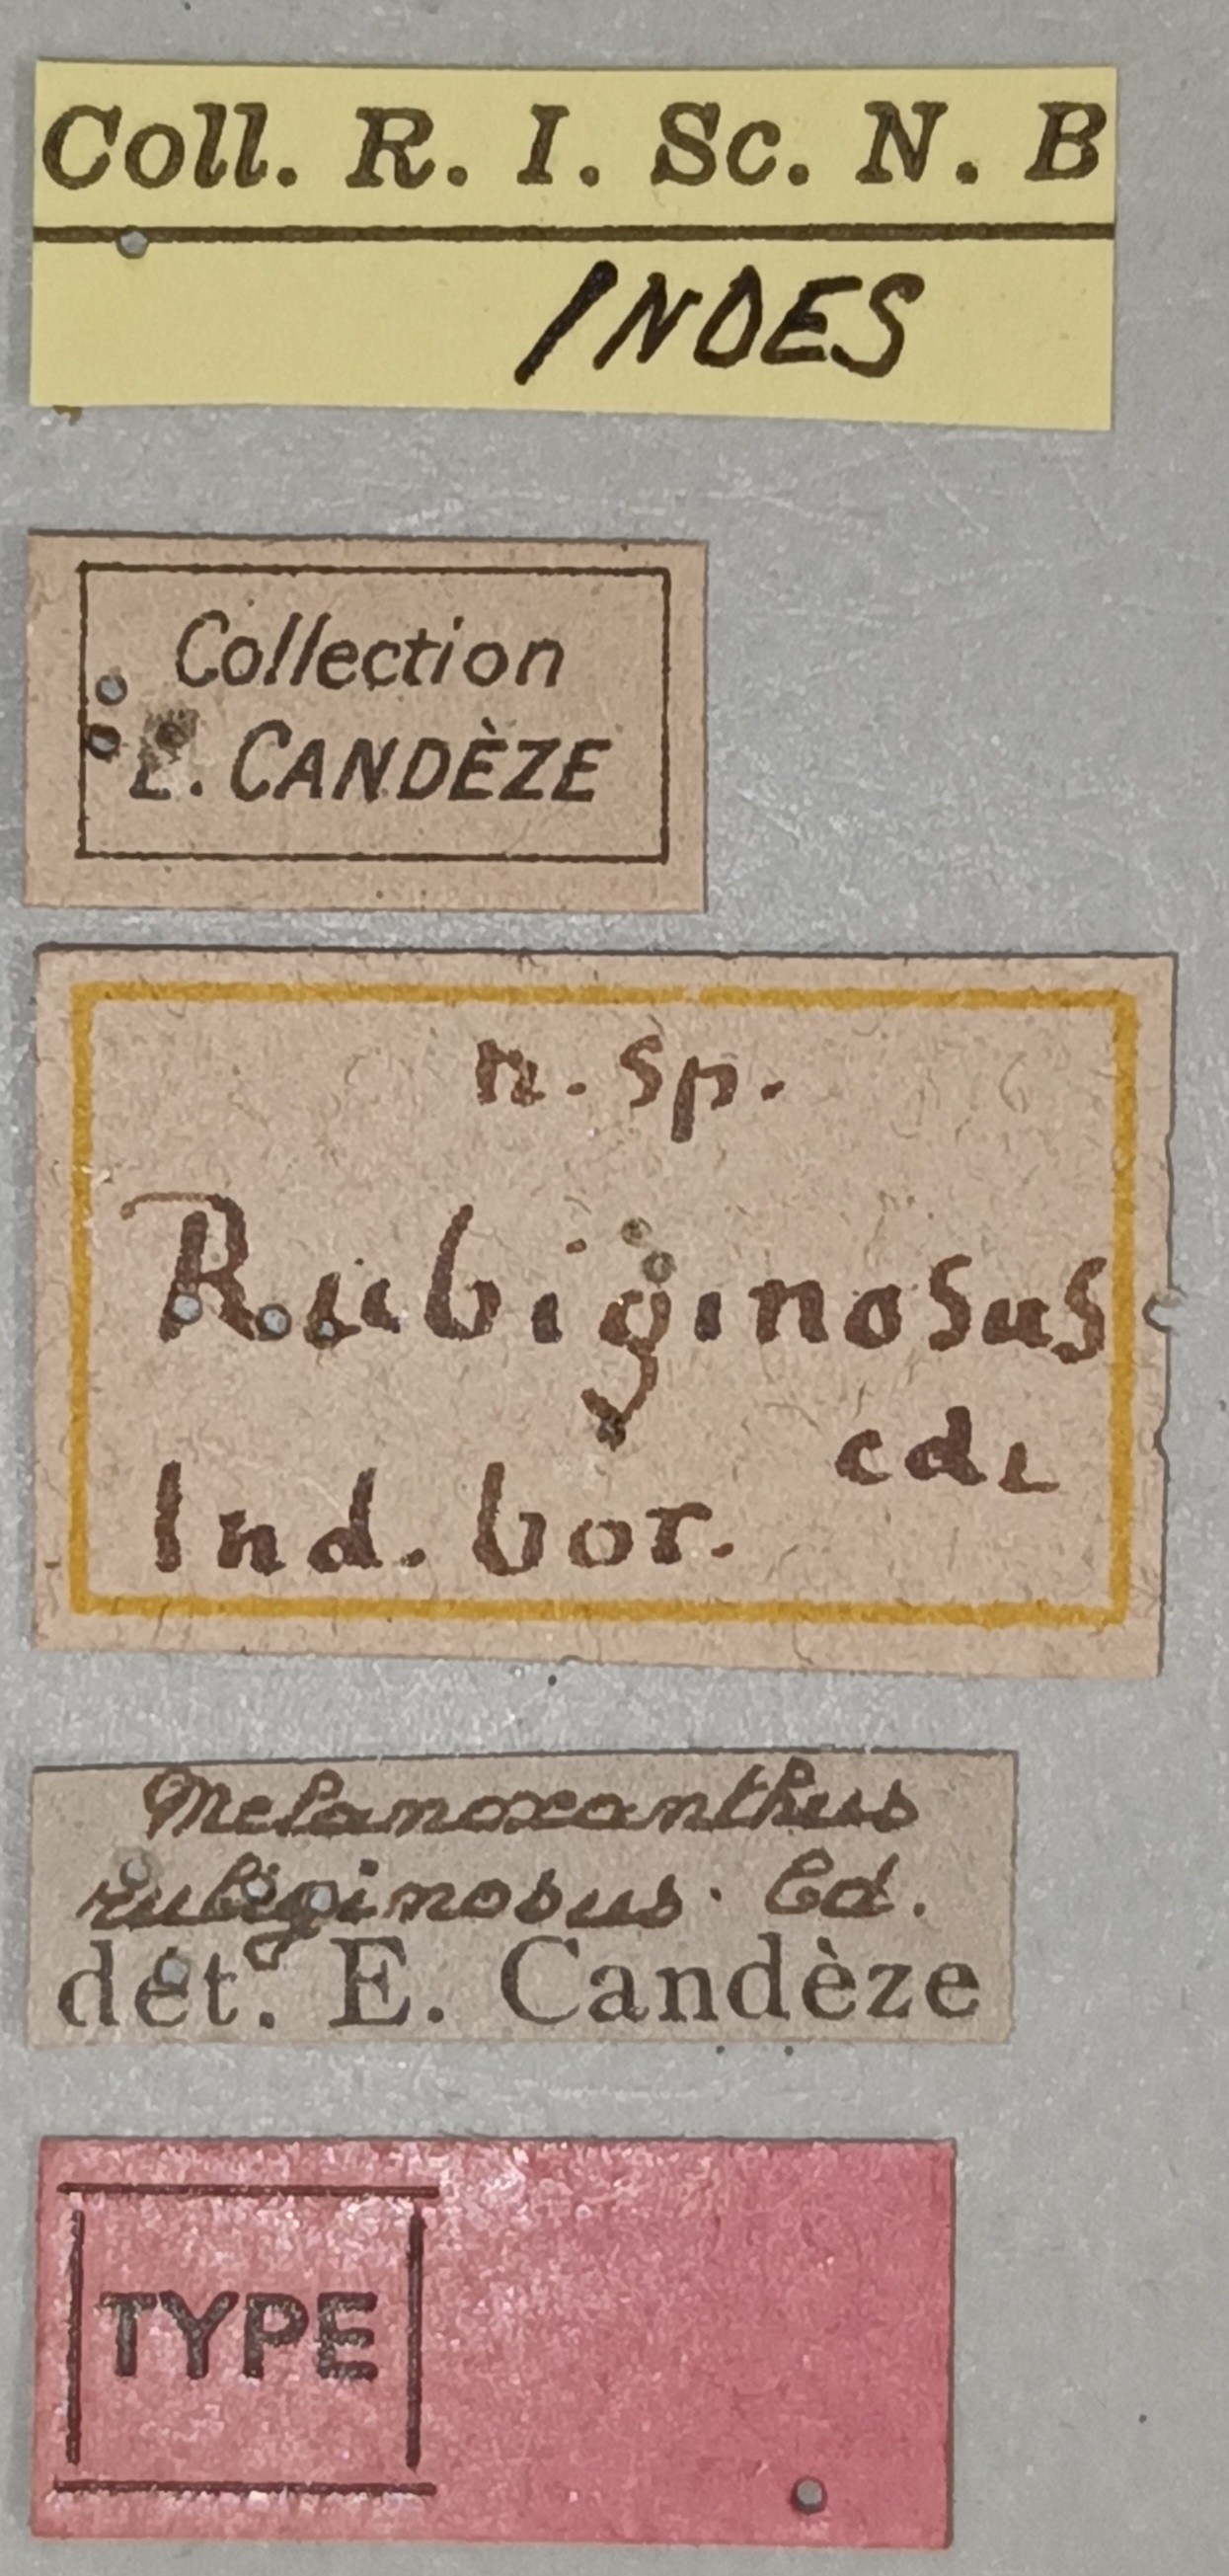 Coll. R. I. Sc. N. B
INDES
Collection
E. CANDÈZE
n. sp.
Rubiginosus
cdz
Ind. bor.
Melanoxanthus
rubiginosus. Cd.
dét. E. Candèze
TYPE